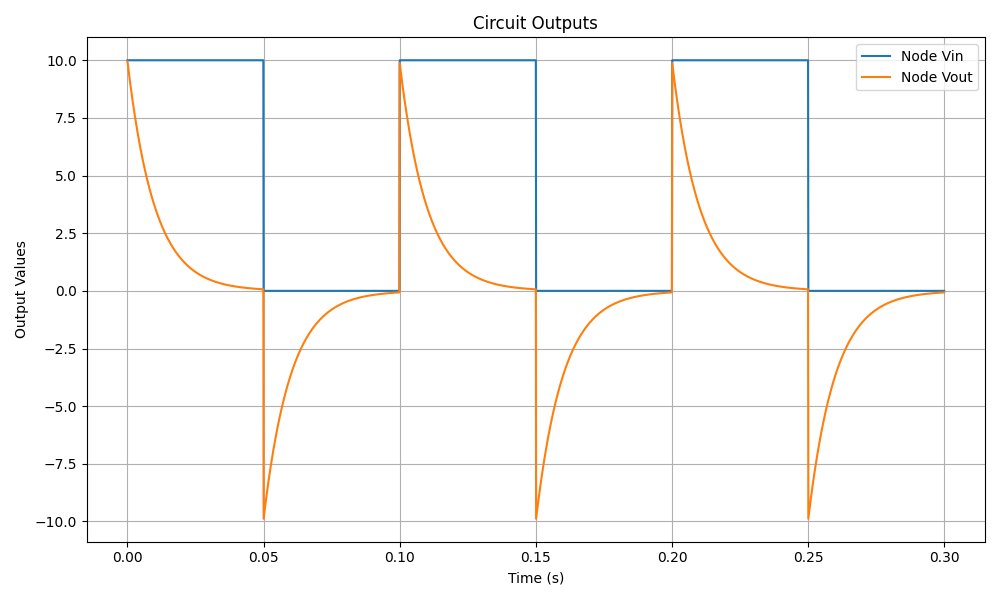 Circuit Outputs
Node Vin
Node Vout
Output Values
10.0
7.5
5.0
2.5
0.0
−2.5
−5.0
−7.5
−10.0
0.00 0.05 0.10 0.15 0.20 0.25 0.30
Time (s)